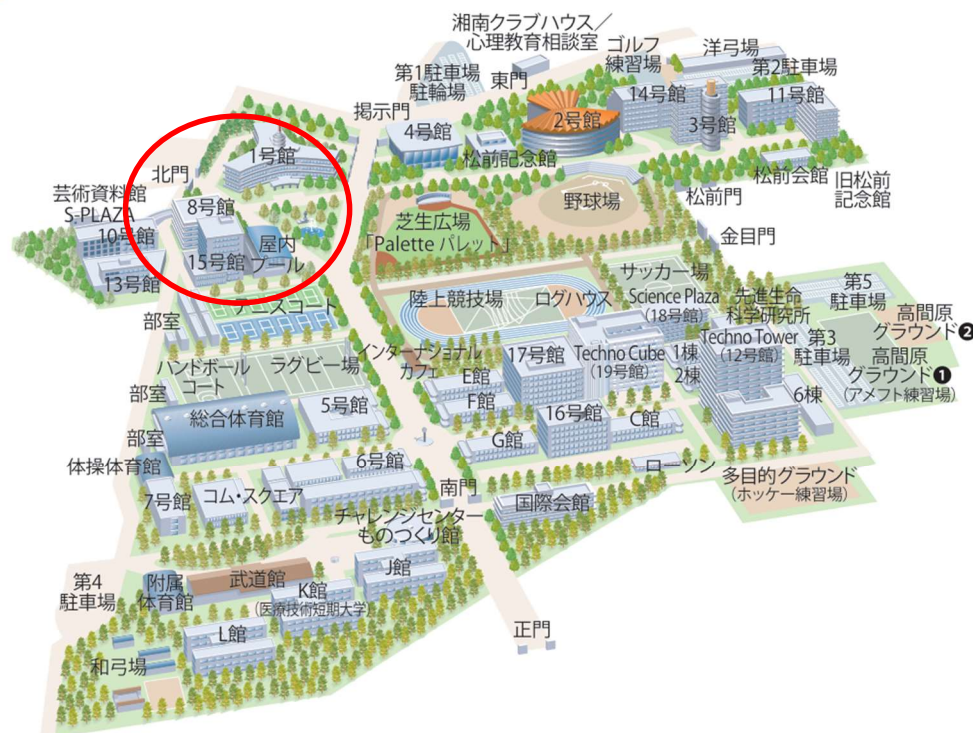 湘南クラブハウス／
心理教育相談室
ゴルフ
練習場
洋弓場
第1駐車場
駐輪場
東門
第2駐車場
14号館
11号館
掲示門
4号館
2号館
3号館
松前記念館
1号館
北門
松前会館
旧松前
記念館
松前門
野球場
芸術資料館
S-PLAZA
10号館
8号館
芝生広場
「Palette パレット」
金目門
屋内
プール
15号館
13号館
サッカー場
陸上競技場
ログハウス
Science Plaza
(18号館)
先進生命
科学研究所
第5
駐車場
テニスコート
部室
高間原
グラウンド❷
インターナショナル
カフェ
17号館
Techno Cube
(19号館)
1棟
2棟
Techno Tower
(12号館)
第3
駐車場
高間原
グラウンド❶
(アメフト練習場)
ハンドボール
コート
ラグビー場
E館
F館
部室
5号館
16号館
C館
6棟
総合体育館
G館
部室
体操体育館
6号館
ローソン
多目的グラウンド
(ホッケー練習場)
7号館
コム・スクエア
南門
国際会館
チャレンジセンター
ものつくり館
J館
第4
駐車場
附属
体育館
武道館
K館
(医療技術短期大学)
L館
正門
和弓場